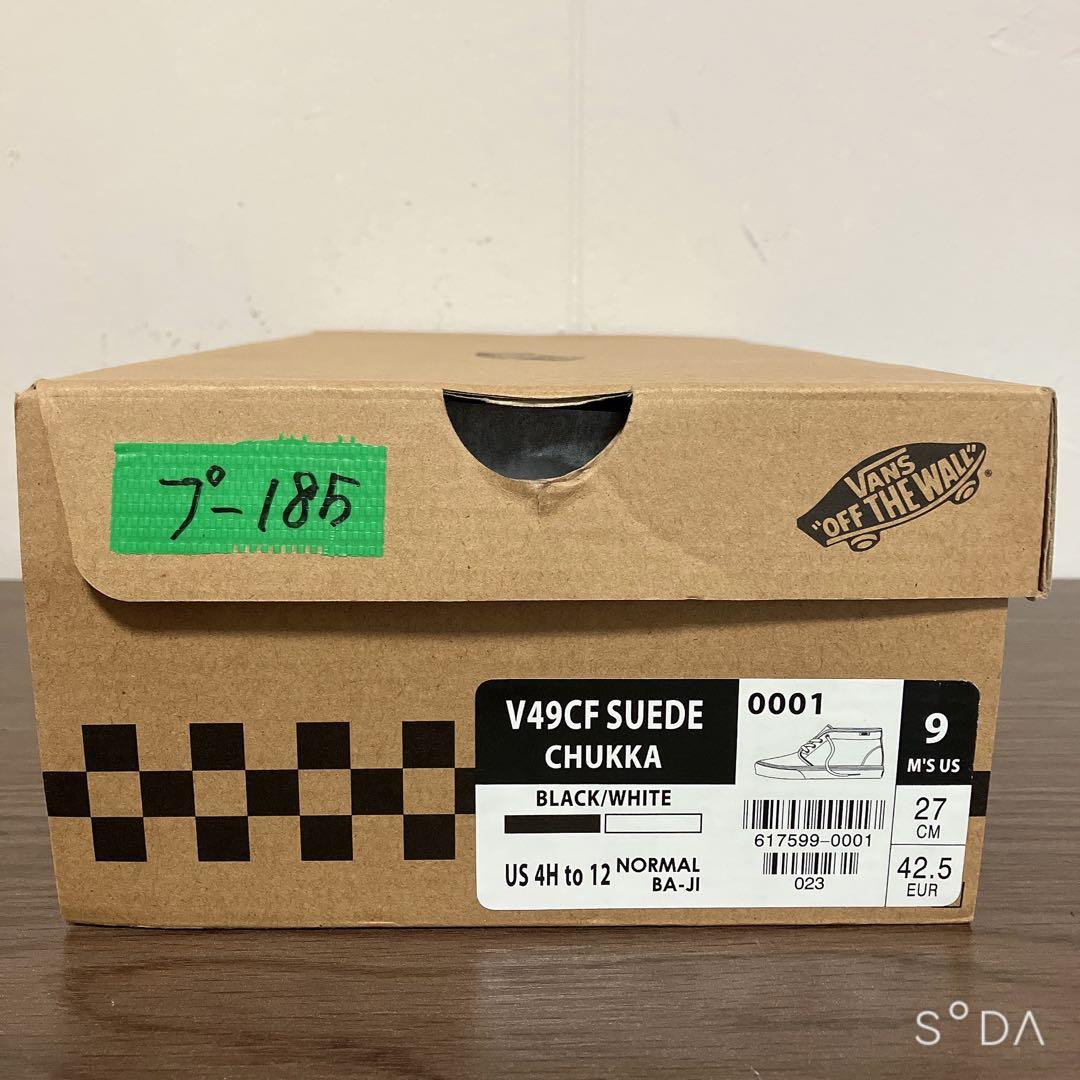 プ-185
VANS
"OFF THE WALL"®
V49CF SUEDE
CHUKKA
BLACK/WHITE
US 4H to 12 NORMAL
BA-JI
0001
617599-0001
023
9
M'S US
27
CM
42.5
EUR
S°DΛ